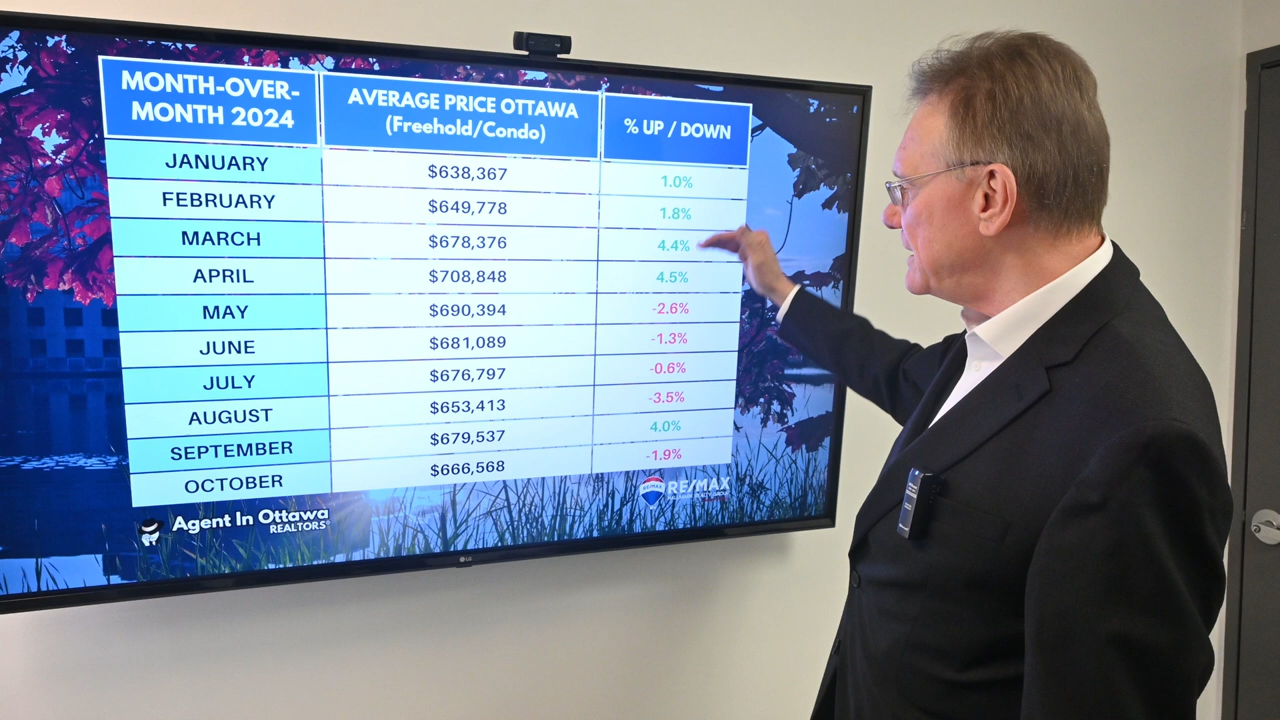 MONTH-OVER-
MONTH 2024
AVERAGE PRICE OTTAWA
(Freehold/Condo)
% UP / DOWN
JANUARY
$638,367
1.0%
FEBRUARY
$649,778
1.8%
MARCH
$678,376
4.4%
APRIL
$708,848
4.5%
MAY
$690,394
-2.6%
JUNE
$681,089
-1.3%
JULY
$676,797
-0.6%
AUGUST
$653,413
-3.5%
SEPTEMBER
$679,537
4.0%
OCTOBER
$666,568
-1.9%
Agent In Ottawa
REALTORS®
RE/MAX
RE/MAX
LG